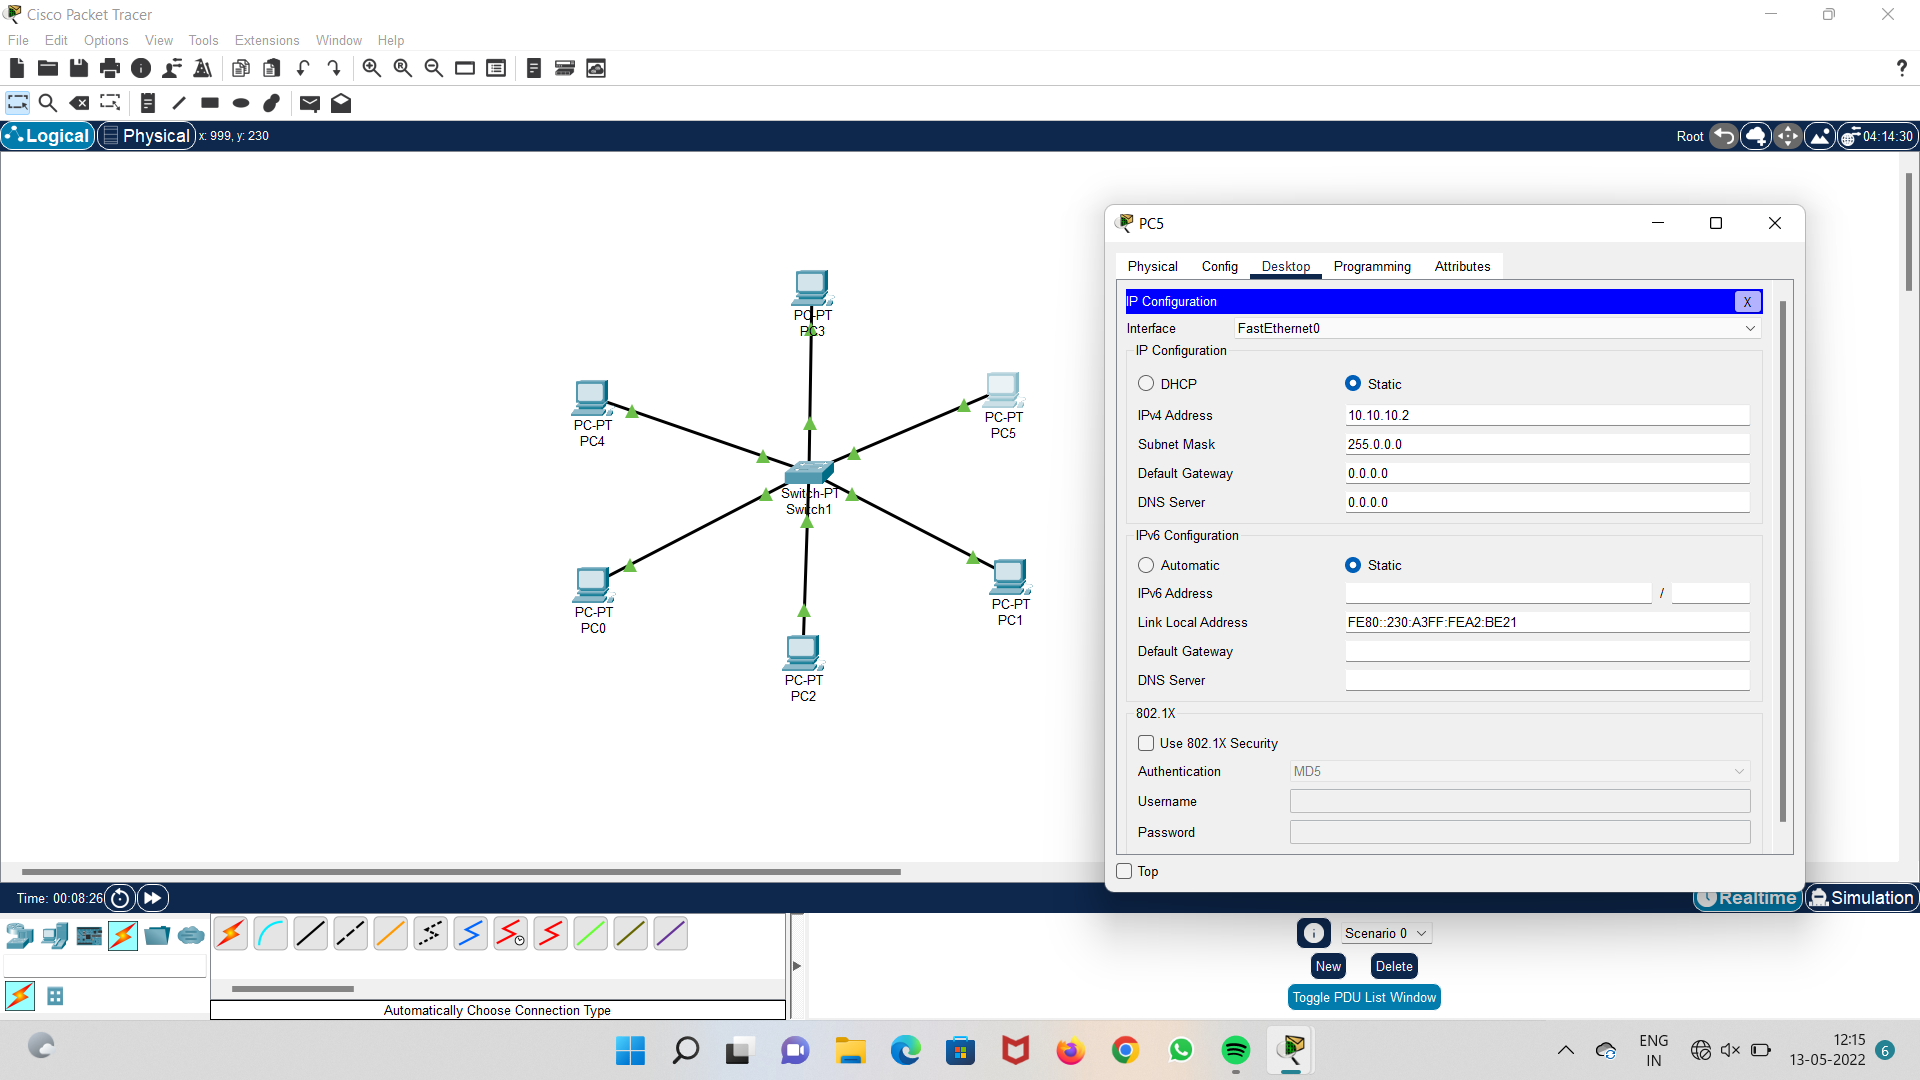 Cisco Packet Tracer
File Edit Options View Tools Extensions Window Help
?
Logical Physical x: 999, y: 230
Root 04:14:30
PC-PT
PC3
PC-PT
PC4
PC-PT
PC5
Switch-PT
Switch1
PC-PT
PC0
PC-PT
PC1
PC-PT
PC2
PC5
Physical Config Desktop Programming Attributes
IP Configuration X
Interface FastEthernet0
IP Configuration
DHCP Static
IPv4 Address 10.10.10.2
Subnet Mask 255.0.0.0
Default Gateway 0.0.0.0
DNS Server 0.0.0.0
IPv6 Configuration
Automatic Static
IPv6 Address /
Link Local Address FE80::230:A3FF:FEA2:BE21
Default Gateway
DNS Server
802.1X
Use 802.1X Security
Authentication MD5
Username
Password
Top
Time: 00:08:26 Realtime Simulation
Scenario 0
New Delete
Toggle PDU List Window
Automatically Choose Connection Type
ENG
IN
12:15
13-05-2022 6